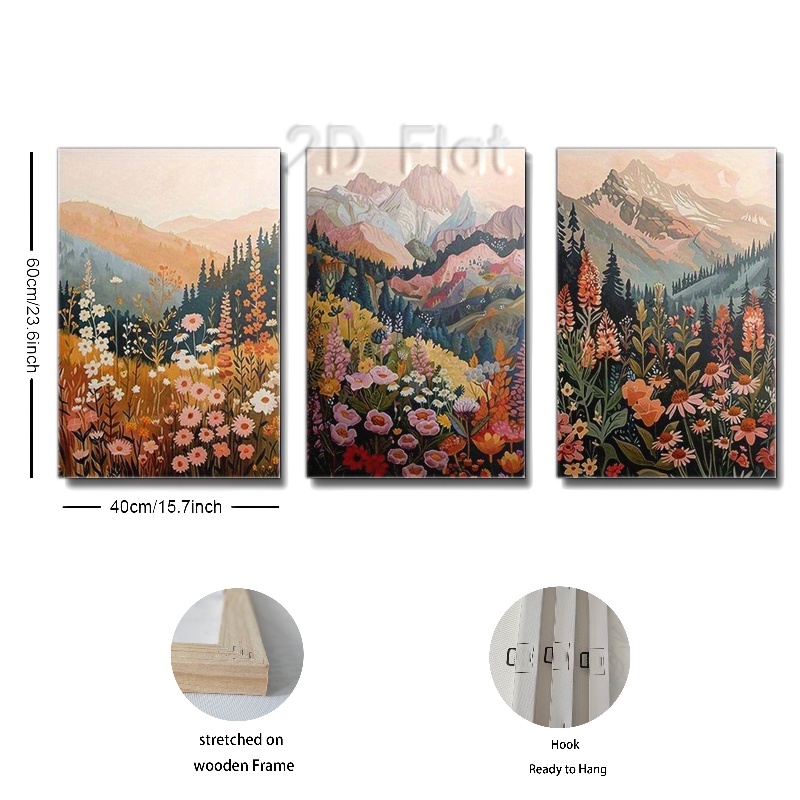 2D Flat
60cm/23.6inch
40cm/15.7inch
stretched on
wooden Frame
Hook
Ready to Hang